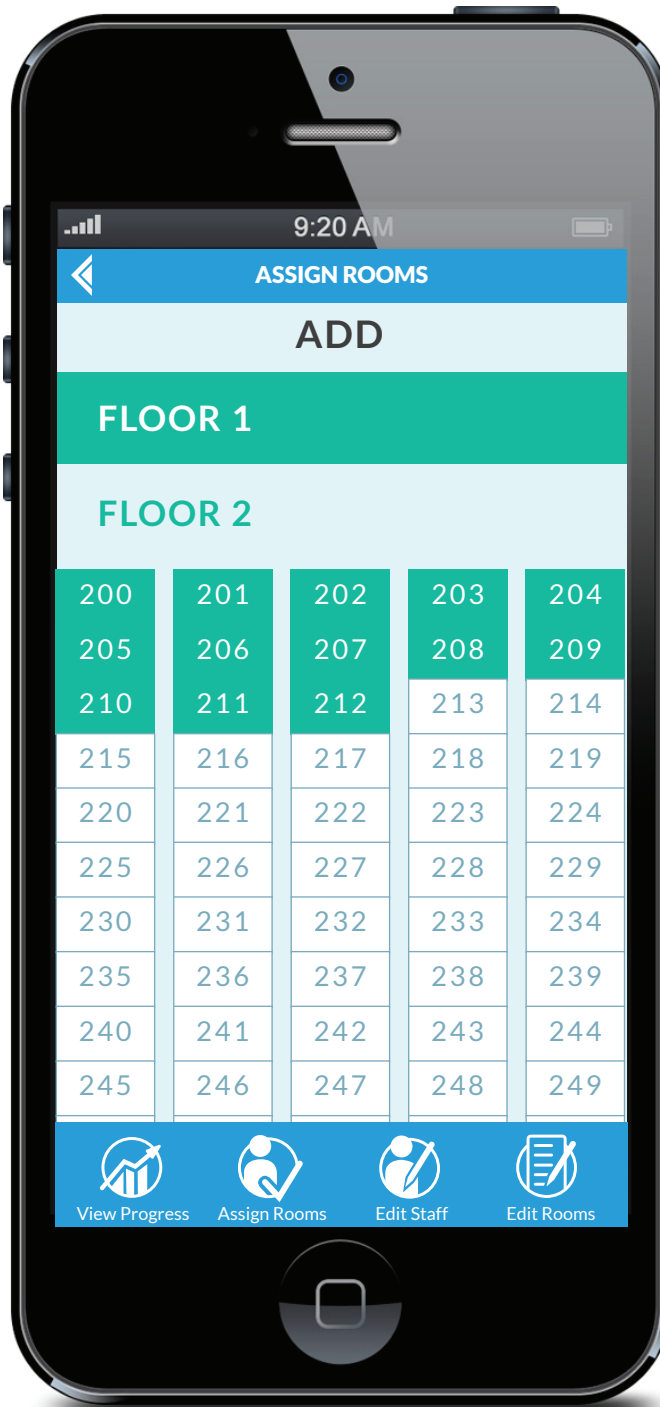 9:20 AM
ASSIGN ROOMS
ADD
FLOOR 1
FLOOR 2
200 201 202 203 204
205 206 207 208 209
210 211 212 213 214
215 216 217 218 219
220 221 222 223 224
225 226 227 228 229
230 231 232 233 234
235 236 237 238 239
240 241 242 243 244
245 246 247 248 249
View Progress Assign Rooms Edit Staff Edit Rooms